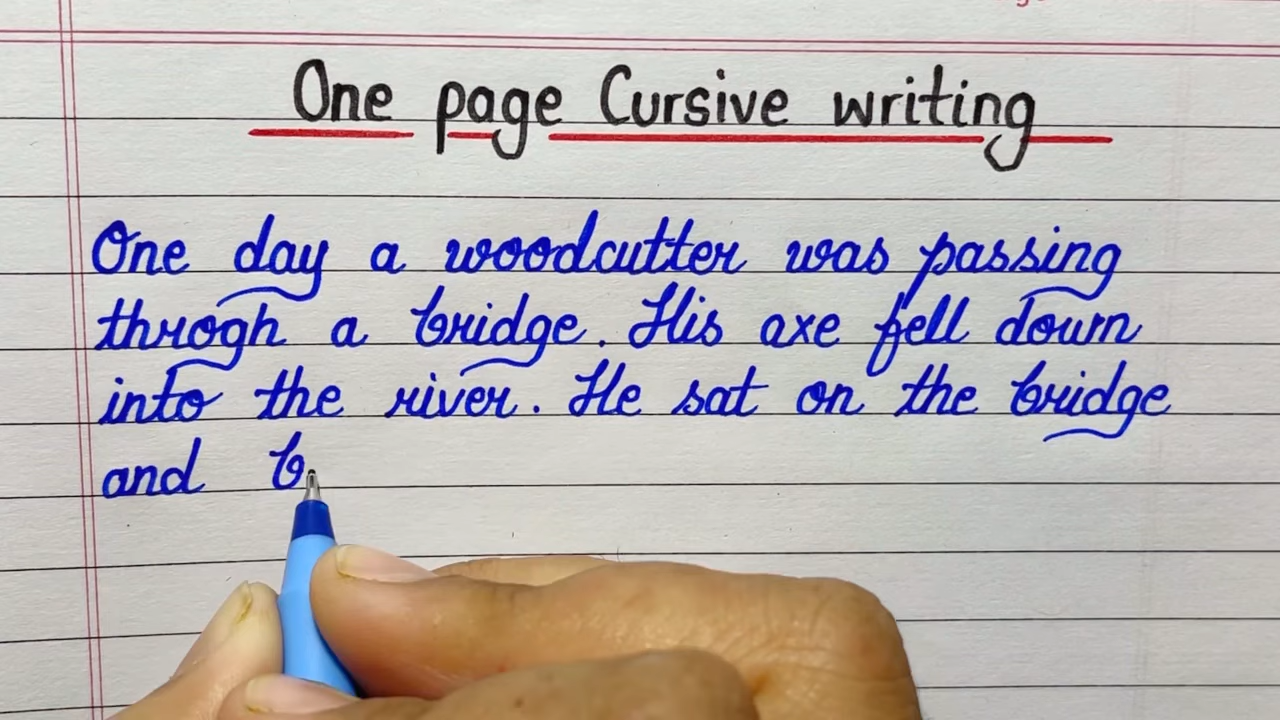 One page Cursive writing
One day a woodcutter was passing
throgh a bridge. His axe fell down
into the river. He sat on the bridge
and b